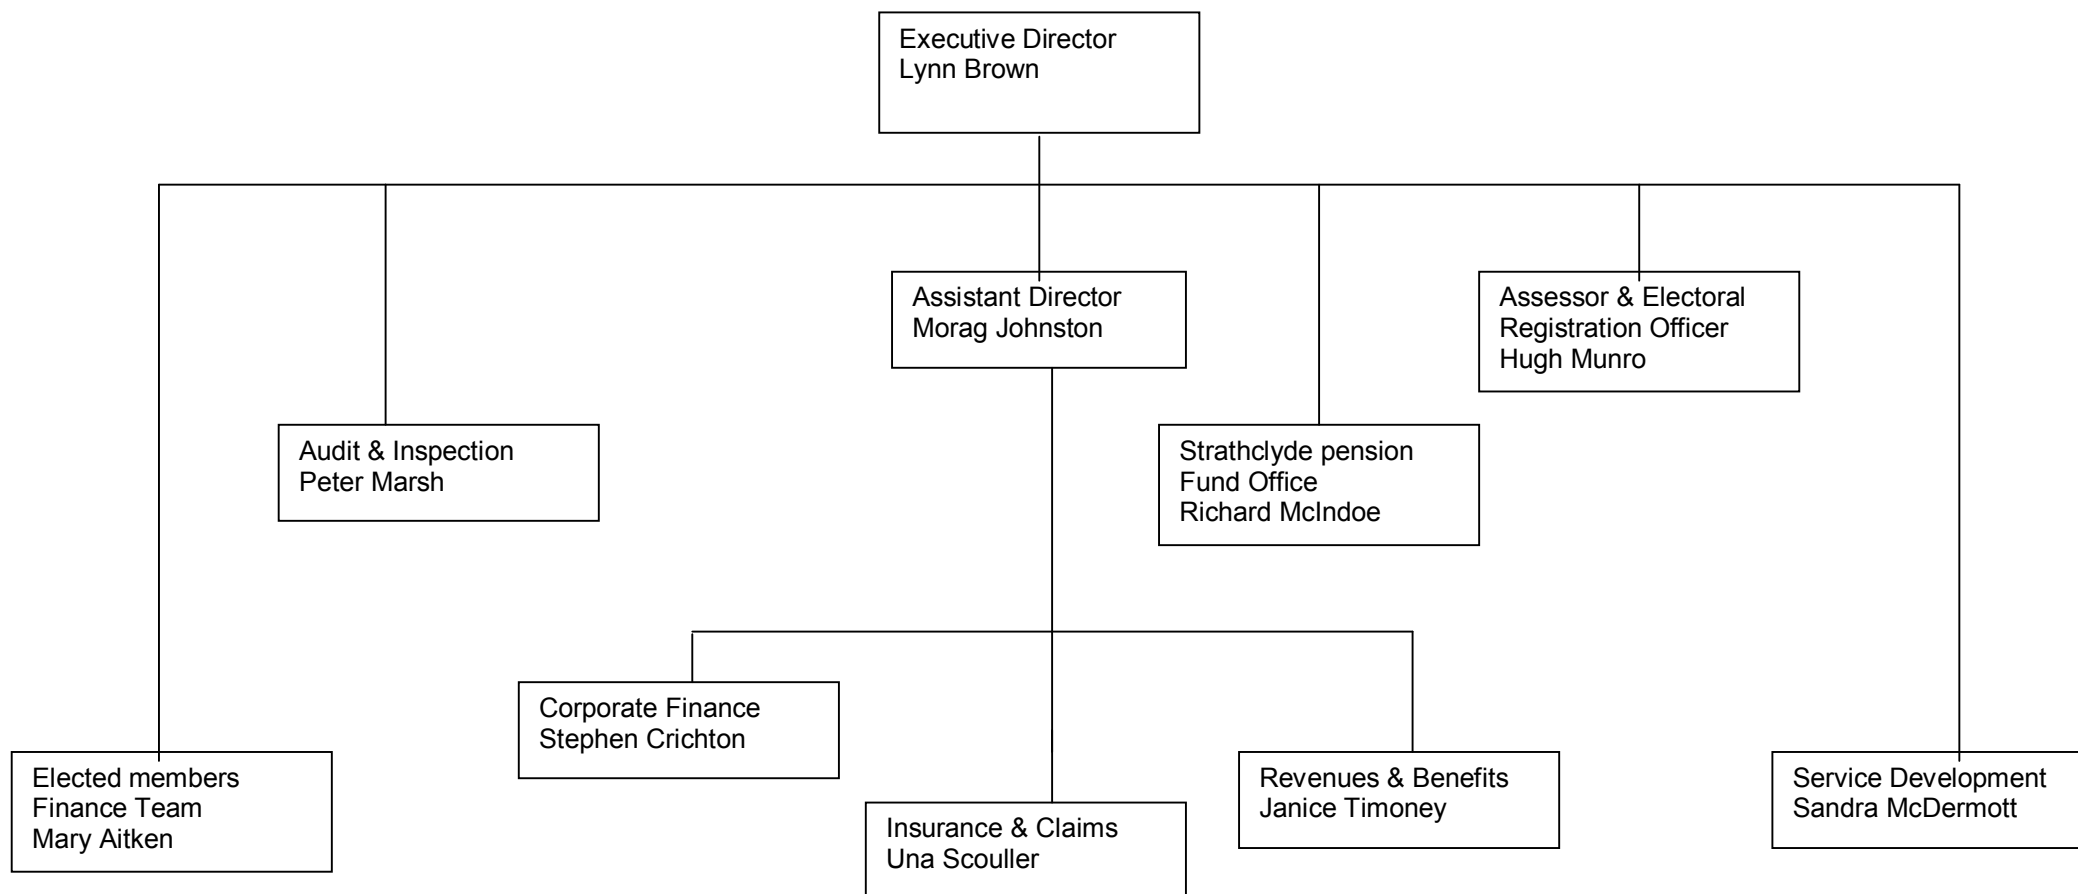 Executive Director
Lynn Brown
Assistant Director
Morag Johnston
Assessor & Electoral
Registration Officer
Hugh Munro
Audit & Inspection
Peter Marsh
Strathclyde pension
Fund Office
Richard McIndoe
Corporate Finance
Stephen Crichton
Elected members
Finance Team
Mary Aitken
Insurance & Claims
Una Scouller
Revenues & Benefits
Janice Timoney
Service Development
Sandra McDermott